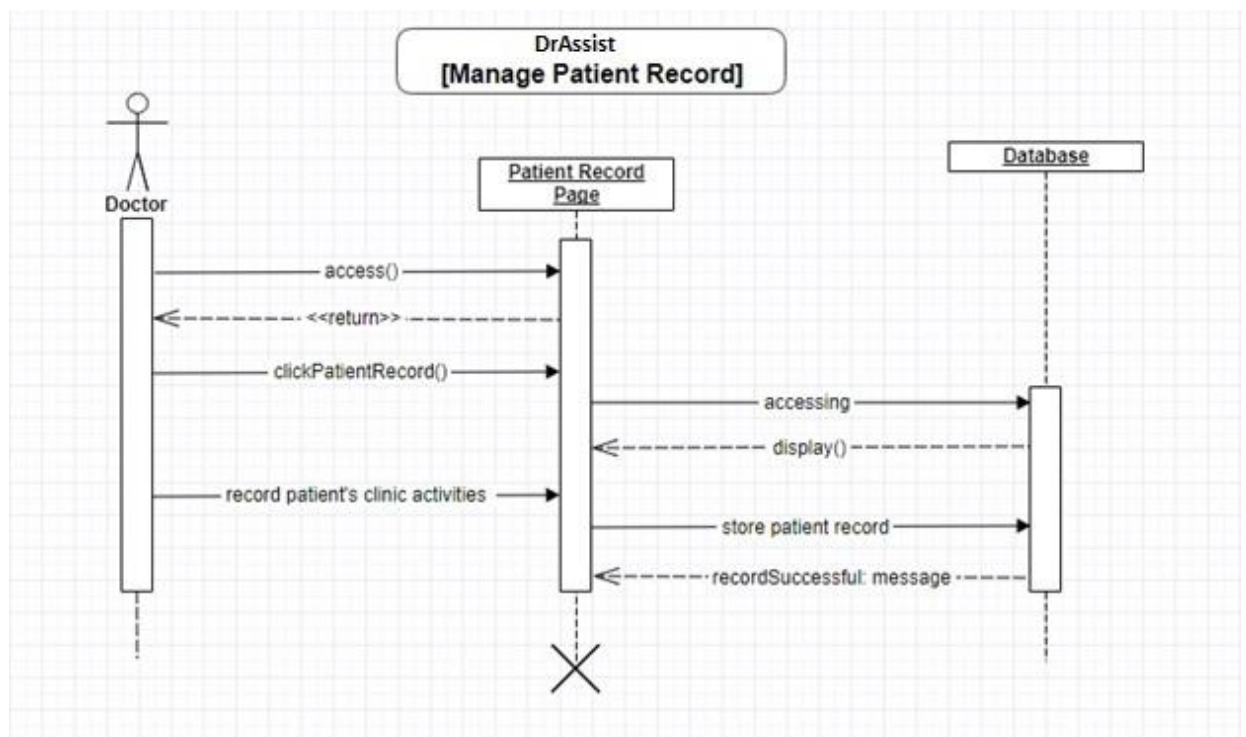 DrAssist
[Manage Patient Record]
Doctor
Patient Record
Page
Database
access()
<<return>>
clickPatientRecord()
accessing
display()
record patient's clinic activities
store patient record
recordSuccessful: message